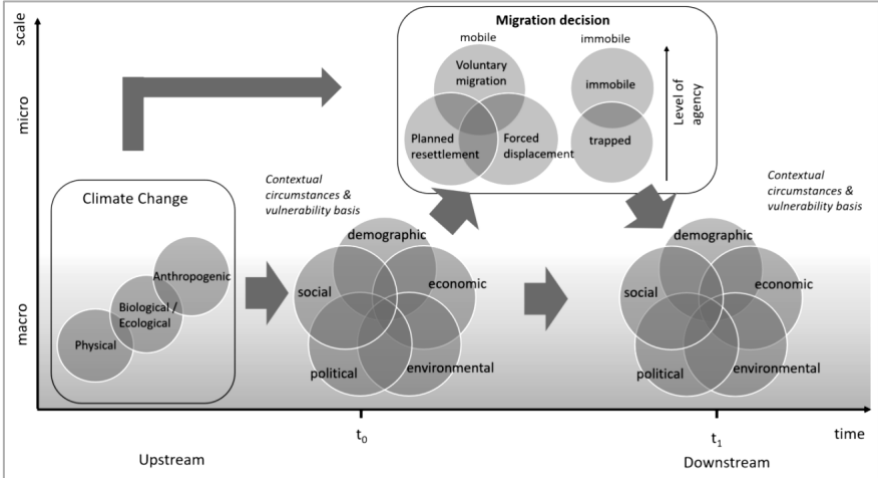 scale
micro
macro
Migration decision
mobile
immobile
Voluntary
migration
Planned
resettlement
Forced
displacement
immobile
trapped
Level of
agency
Climate Change
Anthropogenic
Biological /
Ecological
Physical
Contextual
circumstances &
vulnerability basis
demographic
social
economic
political
environmental
Contextual
circumstances &
vulnerability basis
demographic
social
economic
political
environmental
t0
t1
time
Upstream
Downstream